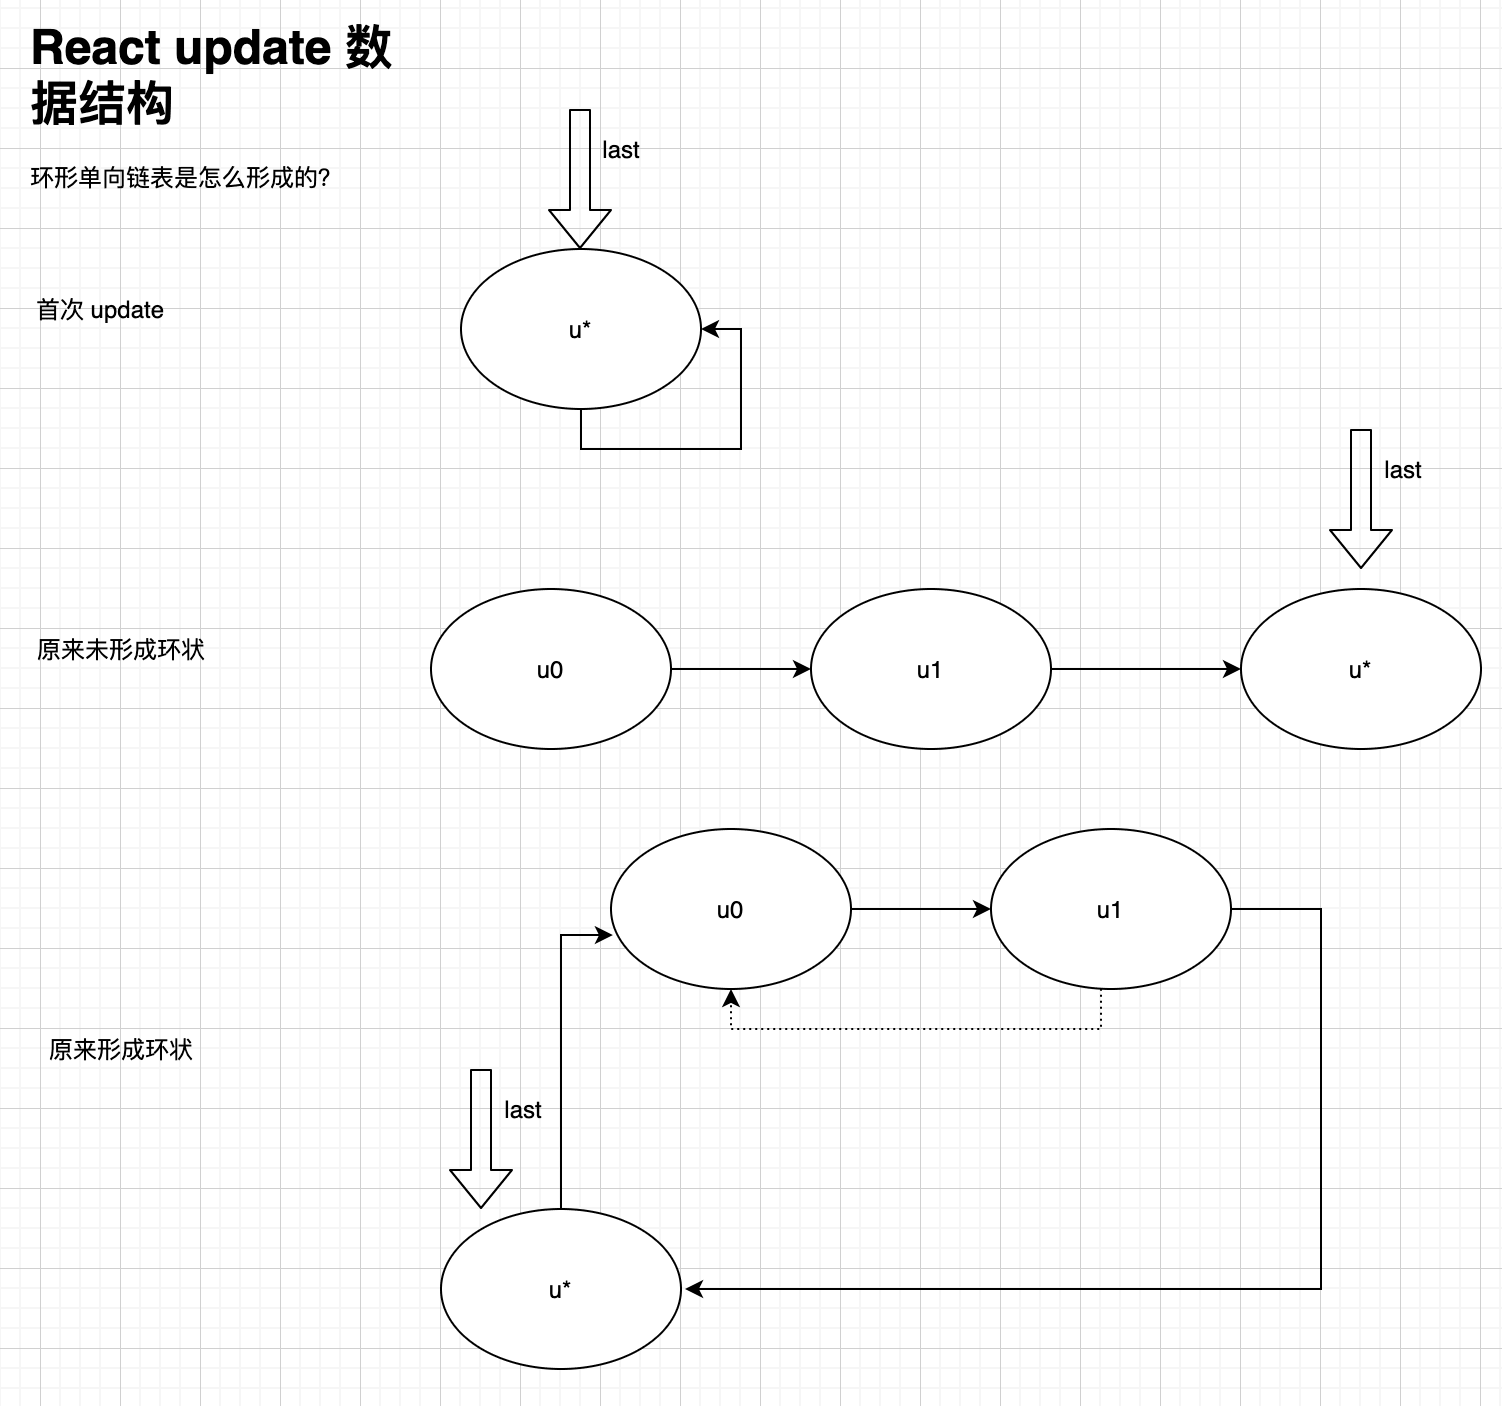 React update 数
据结构
last
环形单向链表是怎么形成的?
首次 update
u*
last
原来未形成环状
u0
u1
u*
u0
u1
原来形成环状
last
u*